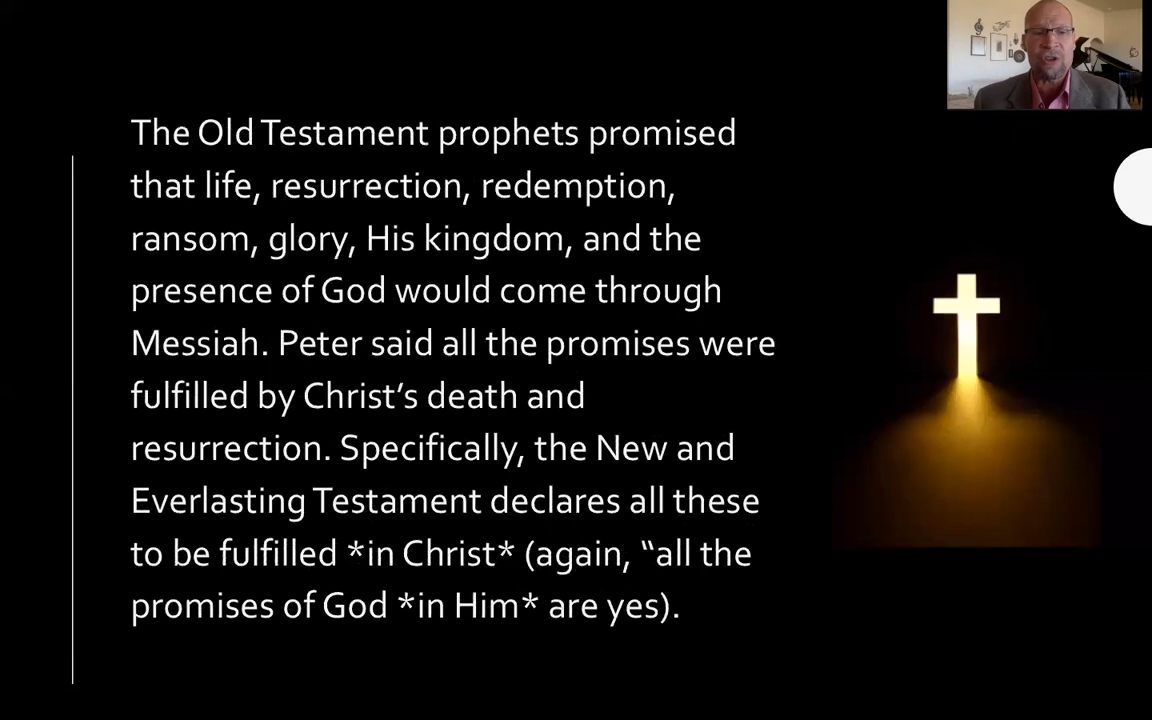 The Old Testament prophets promised
that life, resurrection, redemption,
ransom, glory, His kingdom, and the
presence of God would come through
Messiah. Peter said all the promises were
fulfilled by Christ’s death and
resurrection. Specifically, the New and
Everlasting Testament declares all these
to be fulfilled *in Christ* (again, “all the
promises of God *in Him* are yes).